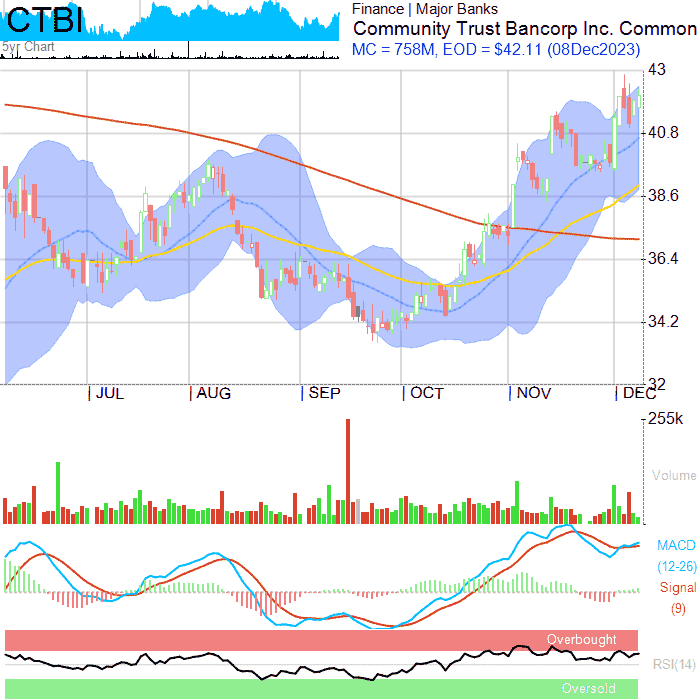 CTBI
5yr Chart
Finance | Major Banks
Community Trust Bancorp Inc. Common
MC = 758M, EOD = $42.11 (08Dec2023)
43
40.8
38.6
36.4
34.2
32
JUL
AUG
SEP
OCT
NOV
DEC
255k
Volume
MACD
(12-26)
Signal
(9)
Overbought
RSI(14)
Oversold